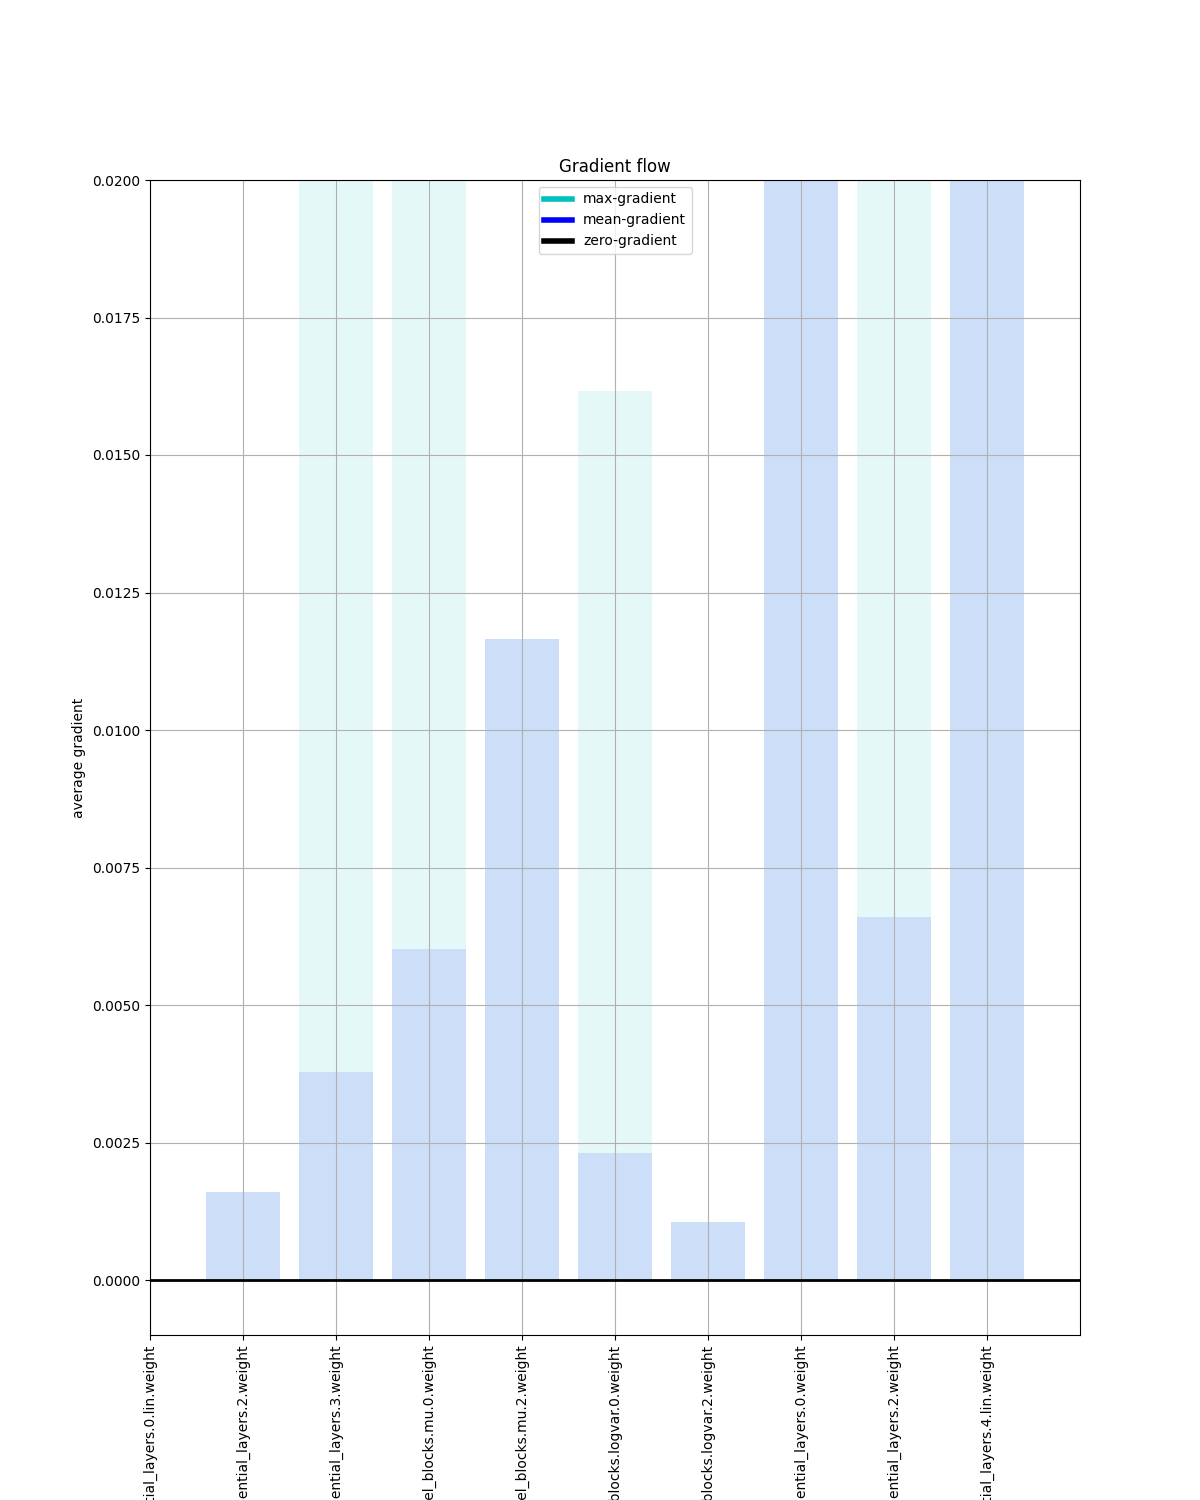 Gradient flow
max-gradient
mean-gradient
zero-gradient
0.0200
0.0175
0.0150
0.0125
0.0100
0.0075
0.0050
0.0025
0.0000
average gradient
tial_layers.0.lin.weight
ential_layers.2.weight
ential_layers.3.weight
el_blocks.mu.0.weight
el_blocks.mu.2.weight
blocks.logvar.0.weight
blocks.logvar.2.weight
ential_layers.0.weight
ential_layers.2.weight
tial_layers.4.lin.weight